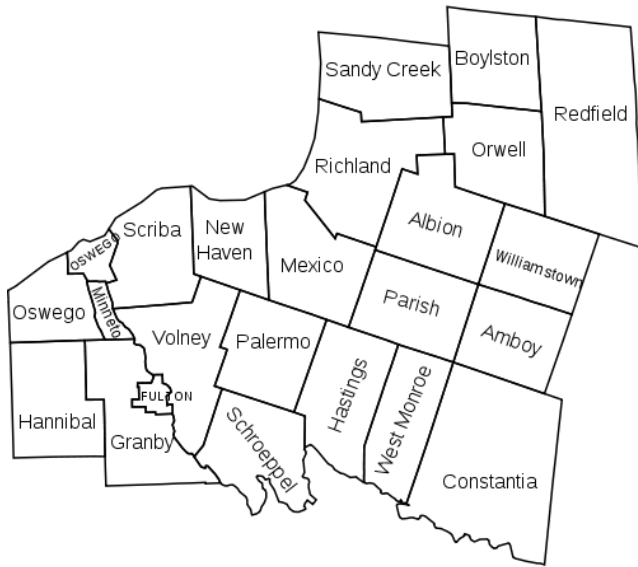 Boylston
Sandy Creek
Redfield
Orwell
Richland
Albion
Scriba
New
Haven
OSWEGO
Mexico
Williamstown
Minneto
Oswego
Parish
Volney
Palermo
Amboy
Hastings
West Monroe
FULTON
Hannibal
Granby
Schroeppel
Constantia